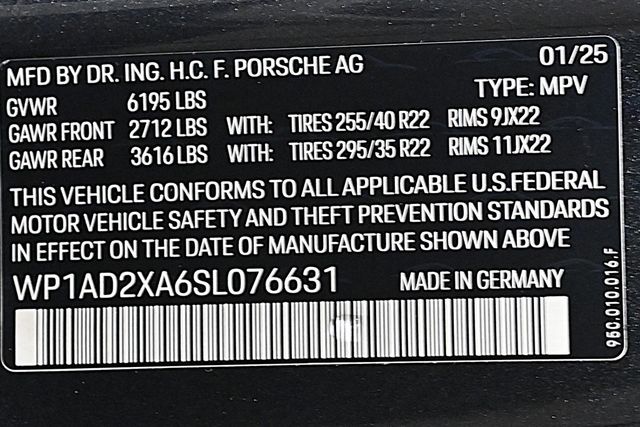 MFD BY DR. ING. H.C. F. PORSCHE AG 01/25
GVWR 6195 LBS TYPE: MPV
GAWR FRONT 2712 LBS WITH: TIRES 255/40 R22 RIMS 9JX22
GAWR REAR 3616 LBS WITH: TIRES 295/35 R22 RIMS 11JX22
THIS VEHICLE CONFORMS TO ALL APPLICABLE U.S.FEDERAL
MOTOR VEHICLE SAFETY AND THEFT PREVENTION STANDARDS
IN EFFECT ON THE DATE OF MANUFACTURE SHOWN ABOVE
WP1AD2XA6SL076631 MADE IN GERMANY
95C.010.016.F